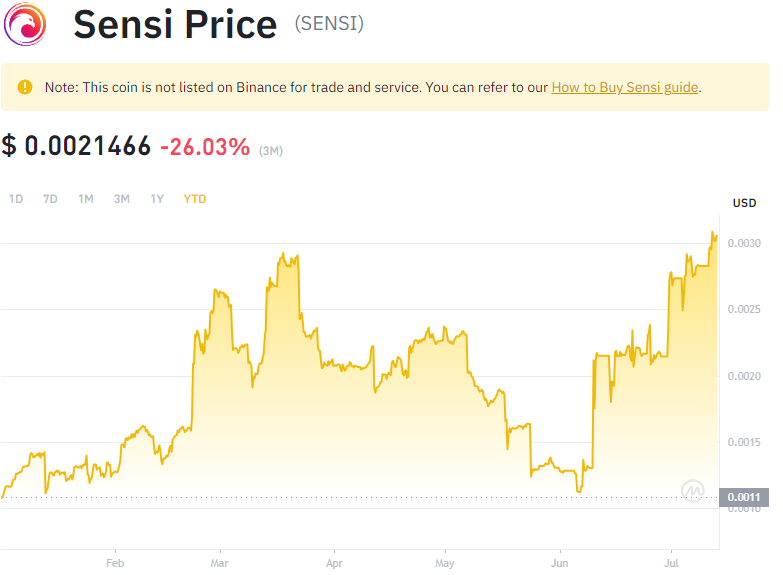 Sensi Price (SENSI)
Note: This coin is not listed on Binance for trade and service. You can refer to our How to Buy Sensi guide.
$ 0.0021466 -26.03% (3M)
1D 7D 1M 3M 1Y YTD
USD
0.0030
0.0025
0.0020
0.0015
0.0011
0.0010
Feb Mar Apr May Jun Jul